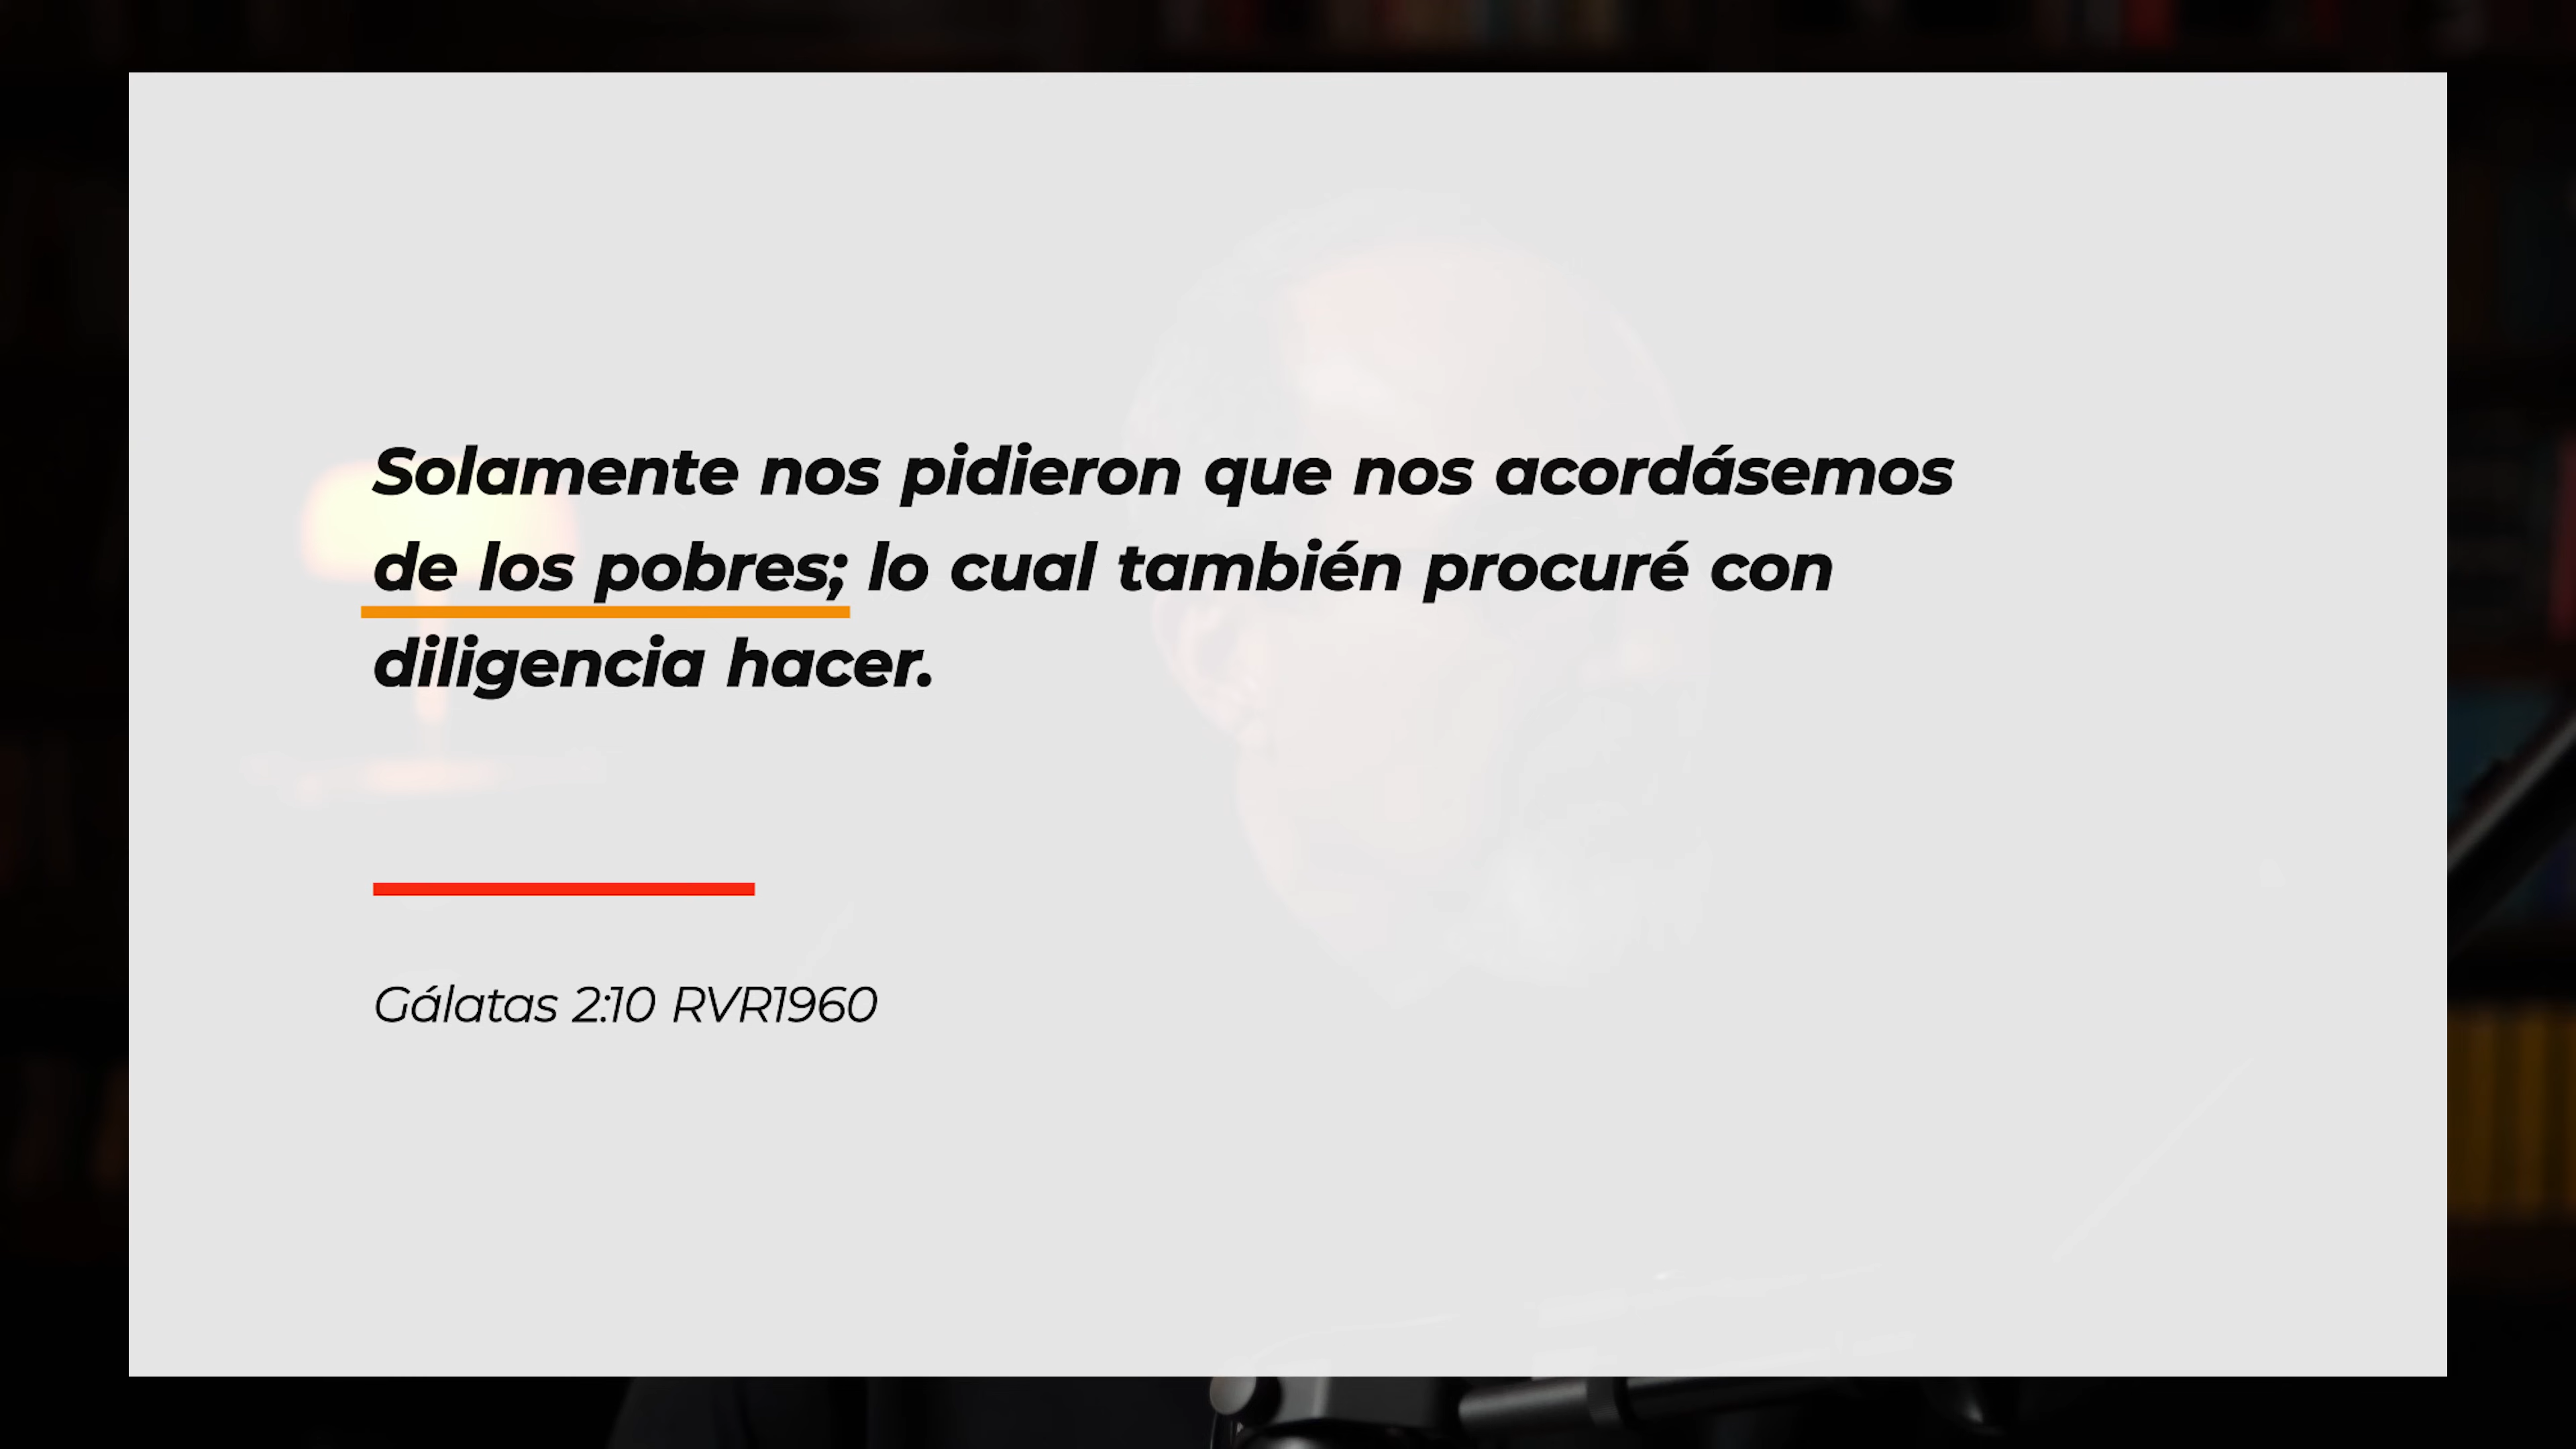 Solamente nos pidieron que nos acordásemos
de los pobres; lo cual también procuré con
diligencia hacer.
Gálatas 2:10 RVR1960